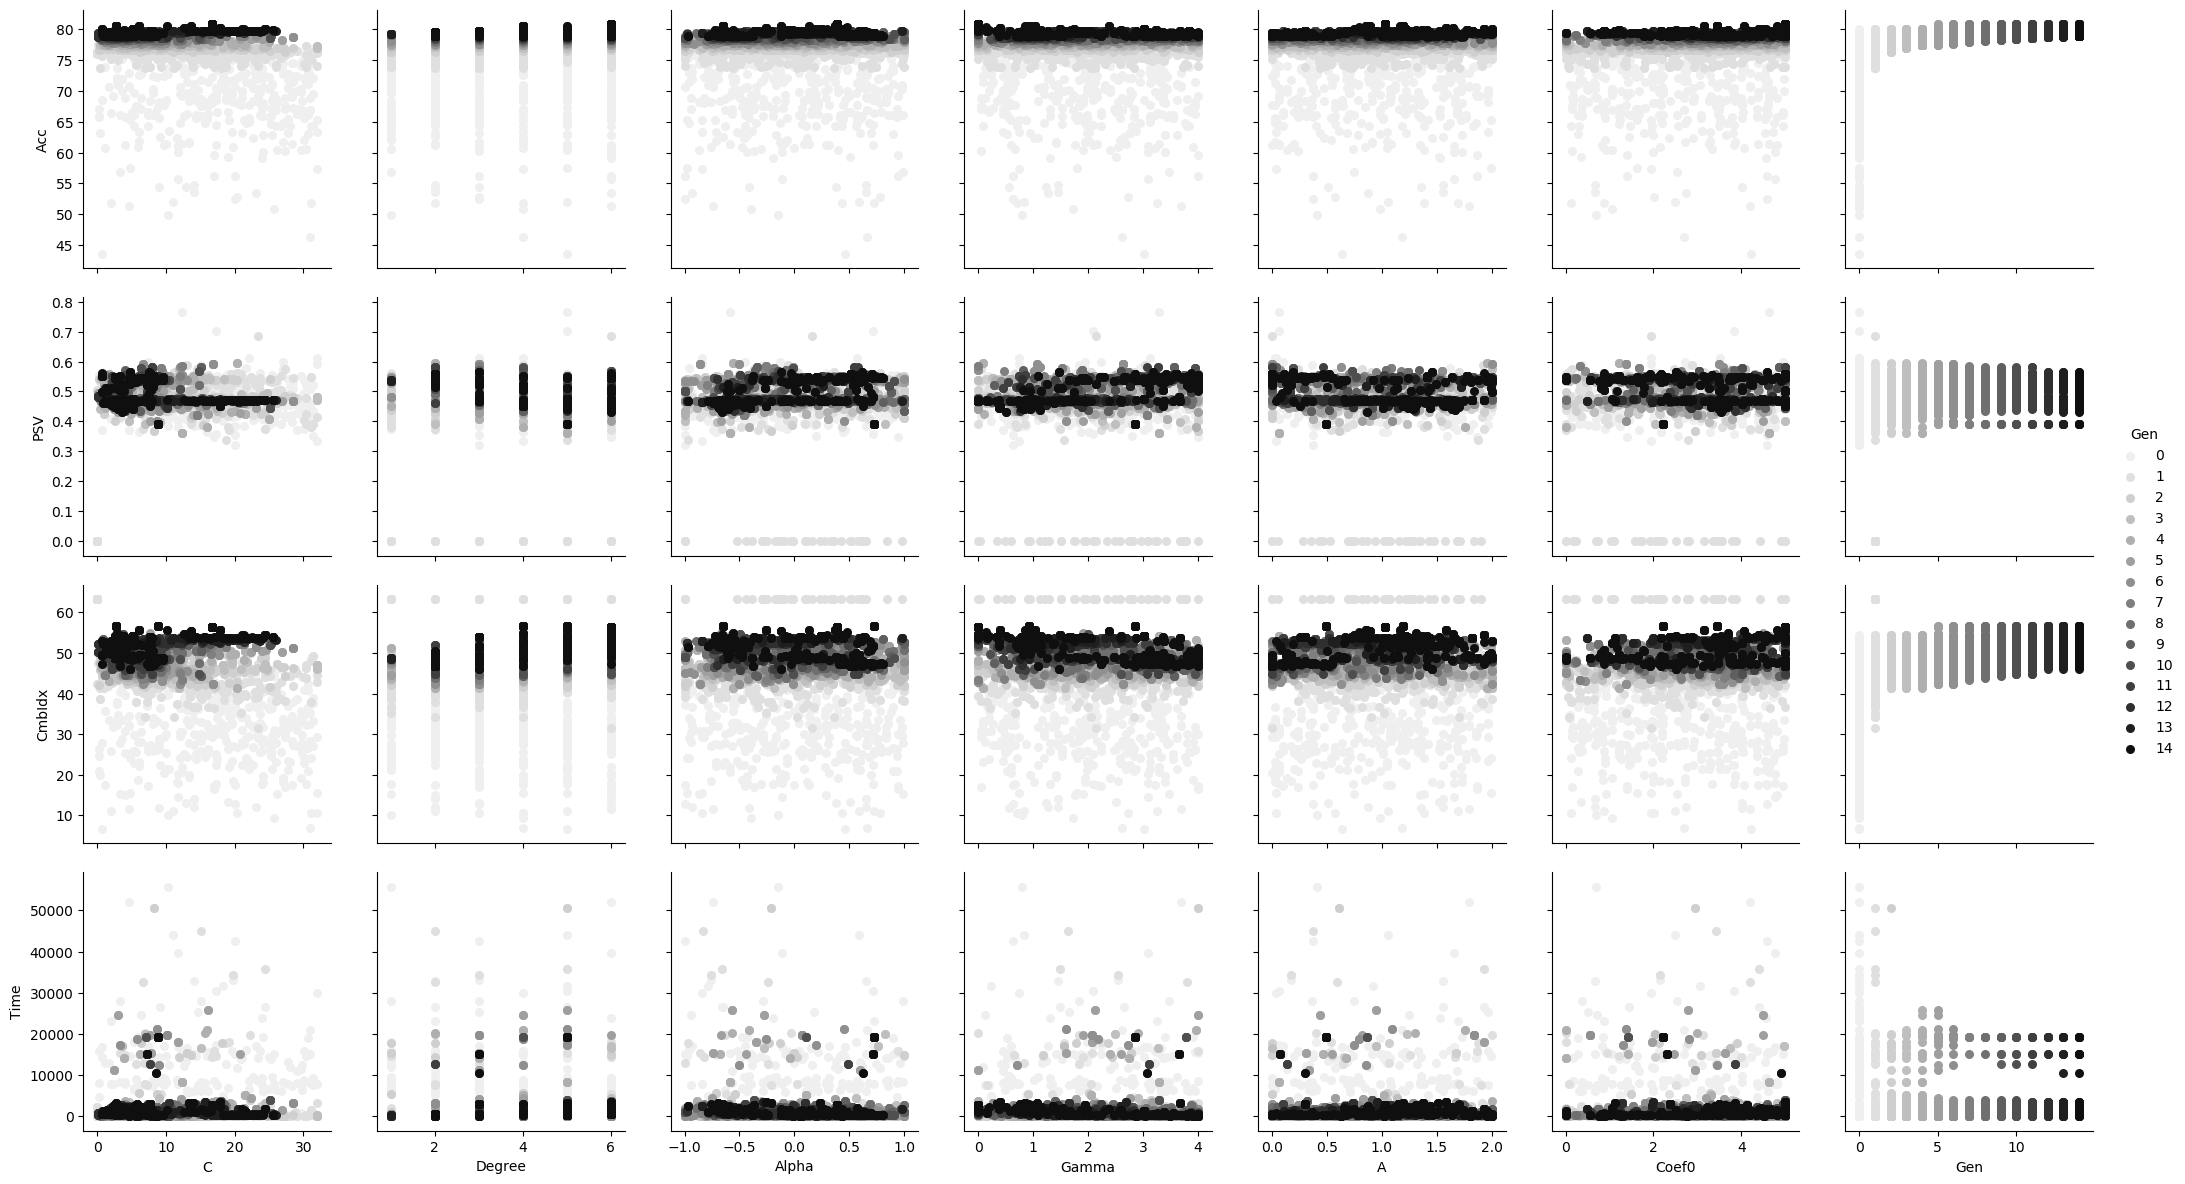 Acc
80
75
70
65
60
55
50
45
PSV
0.8
0.7
0.6
0.5
0.4
0.3
0.2
0.1
0.0
CmbIdx
60
50
40
30
20
10
Time
50000
40000
30000
20000
10000
0
0 10 20 30
C
2 4 6
Degree
−1.0 −0.5 0.0 0.5 1.0
Alpha
0 1 2 3 4
Gamma
0.0 0.5 1.0 1.5 2.0
A
0 2 4
Coef0
0 5 10
Gen
Gen
0
1
2
3
4
5
6
7
8
9
10
11
12
13
14